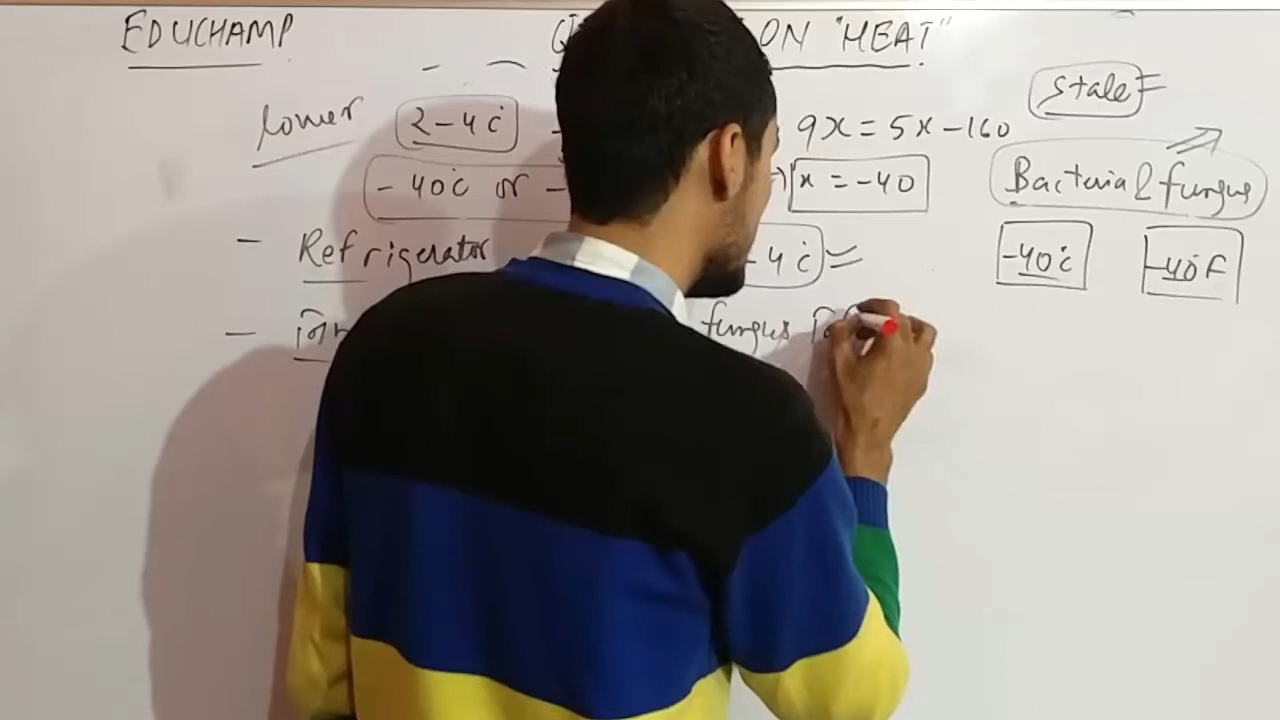 EDUCHAMP ON "HEAT"
stale F
lower 2-4°C 9x = 5x-160
Bacteria & fungus
- 40°C or - x = -40
- Refrigerator - 4°C
-40°C -40°F
- fungus